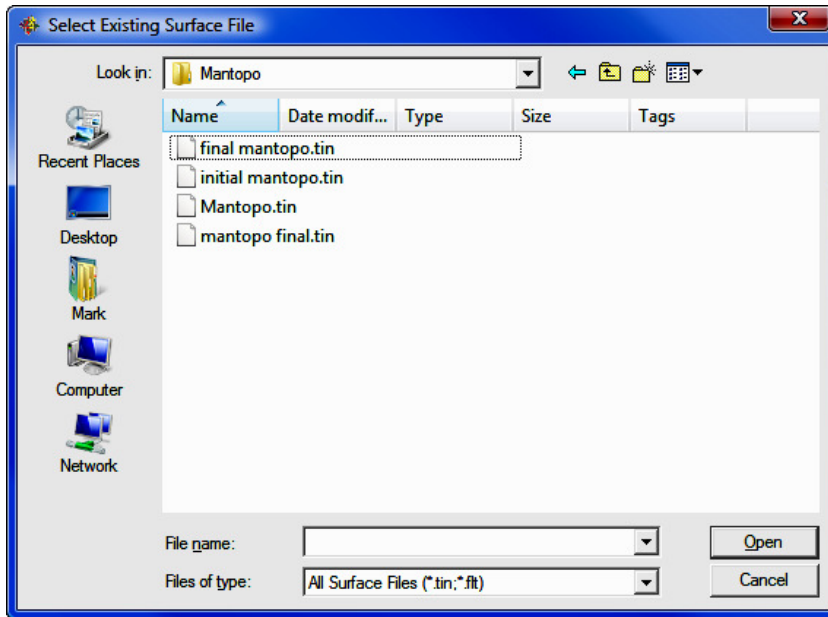 Select Existing Surface File
X
Look in: Mantopo
Name Date modif... Type Size Tags
Recent Places
Desktop
Mark
Computer
Network
final mantopo.tin
initial mantopo.tin
Mantopo.tin
mantopo final.tin
File name: Open
Files of type: All Surface Files (*.tin;*.flt) Cancel